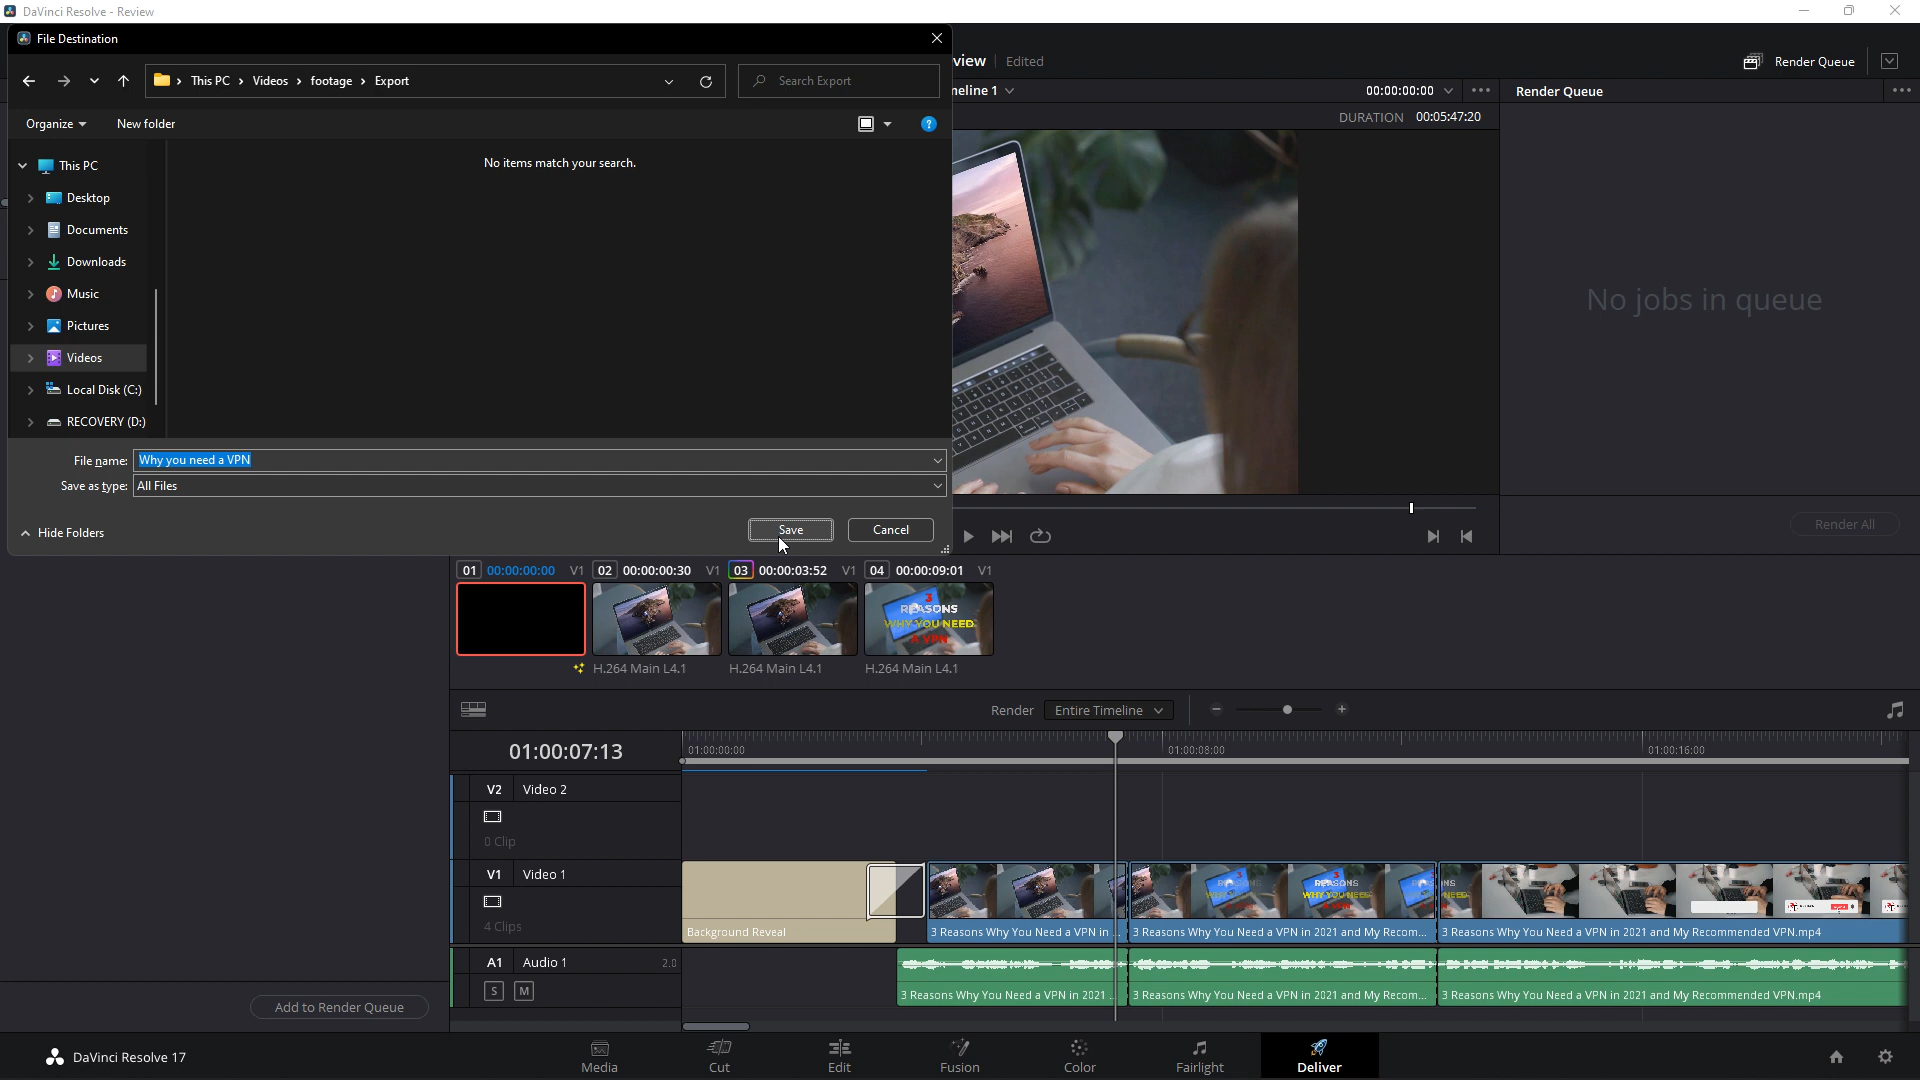 DaVinci Resolve - Review
File Destination
This PC > Videos > footage > Export
Search Export
Organize
New folder
No items match your search.
This PC
Desktop
Documents
Downloads
Music
Pictures
Videos
Local Disk (C:)
RECOVERY (D:)
File name: Why you need a VPN
Save as type: All Files
Hide Folders
Save
Cancel
view
Edited
Render Queue
meline 1
00:00:00:00
Render Queue
DURATION 00:05:47:20
No jobs in queue
Render All
01 00:00:00:00 V1 02 00:00:00:30 V1 03 00:00:03:52 V1 04 00:00:09:01 V1
3
REASONS
WHY YOU NEED
A VPN
H.264 Main L4.1
H.264 Main L4.1
H.264 Main L4.1
Render
Entire Timeline
01:00:07:13
01:00:00:00
01:00:08:00
01:00:16:00
V2 Video 2
0 Clip
V1 Video 1
4 Clips
Background Reveal
3 Reasons Why You Need a VPN in ...
3 Reasons Why You Need a VPN in 2021 and My Recom...
3 Reasons Why You Need a VPN in 2021 and My Recommended VPN.mp4
A1 Audio 1 2.0
S M
3 Reasons Why You Need a VPN in 2021 ...
3 Reasons Why You Need a VPN in 2021 and My Recom...
3 Reasons Why You Need a VPN in 2021 and My Recommended VPN.mp4
Add to Render Queue
DaVinci Resolve 17
Media
Cut
Edit
Fusion
Color
Fairlight
Deliver